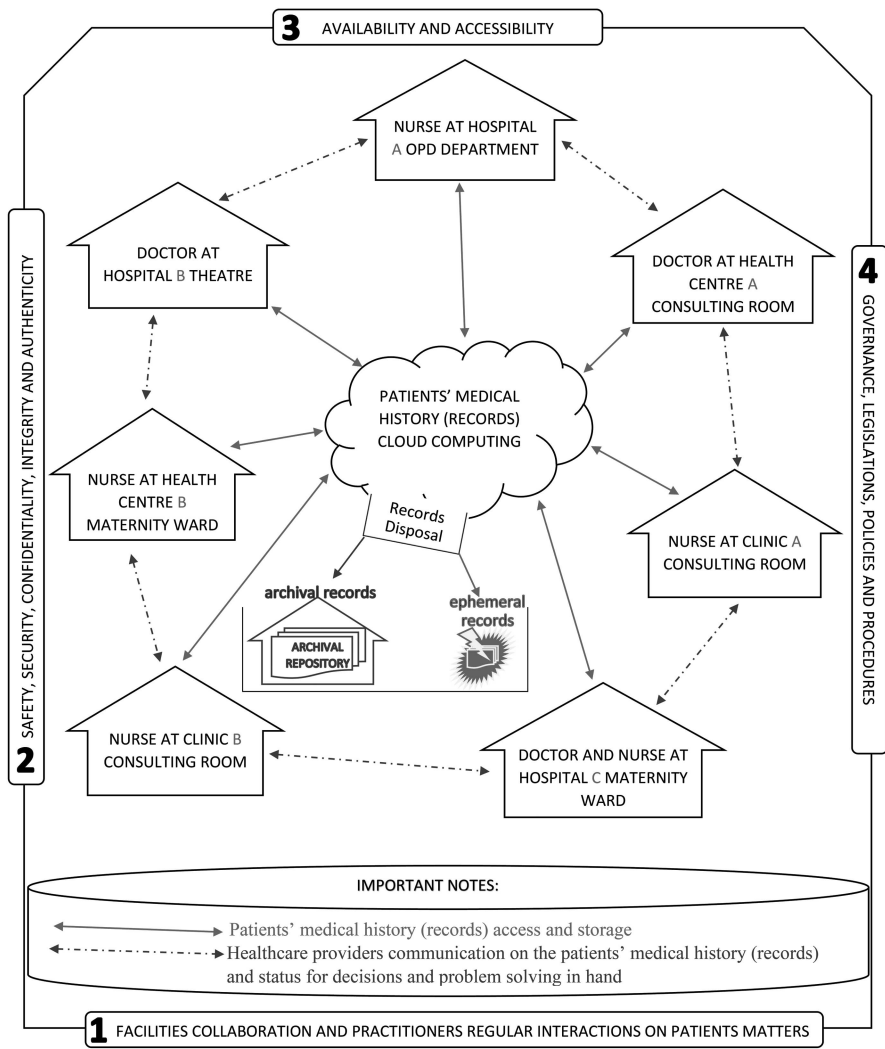 3 AVAILABILITY AND ACCESSIBILITY
NURSE AT HOSPITAL
A OPD DEPARTMENT
DOCTOR AT
HOSPITAL B THEATRE
DOCTOR AT HEALTH
CENTRE A
CONSULTING ROOM
2 SAFETY, SECURITY, CONFIDENTIALITY, INTEGRITY AND AUTHENTICITY
4 GOVERNANCE, LEGISLATIONS, POLICIES AND PROCEDURES
PATIENTS’ MEDICAL
HISTORY (RECORDS)
CLOUD COMPUTING
NURSE AT HEALTH
CENTRE B
MATERNITY WARD
NURSE AT CLINIC A
CONSULTING ROOM
Records
Disposal
archival records
ARCHIVAL
REPOSITORY
ephemeral
records
NURSE AT CLINIC B
CONSULTING ROOM
DOCTOR AND NURSE AT
HOSPITAL C MATERNITY
WARD
IMPORTANT NOTES:
Patients’ medical history (records) access and storage
Healthcare providers communication on the patients’ medical history (records)
and status for decisions and problem solving in hand
1 FACILITIES COLLABORATION AND PRACTITIONERS REGULAR INTERACTIONS ON PATIENTS MATTERS